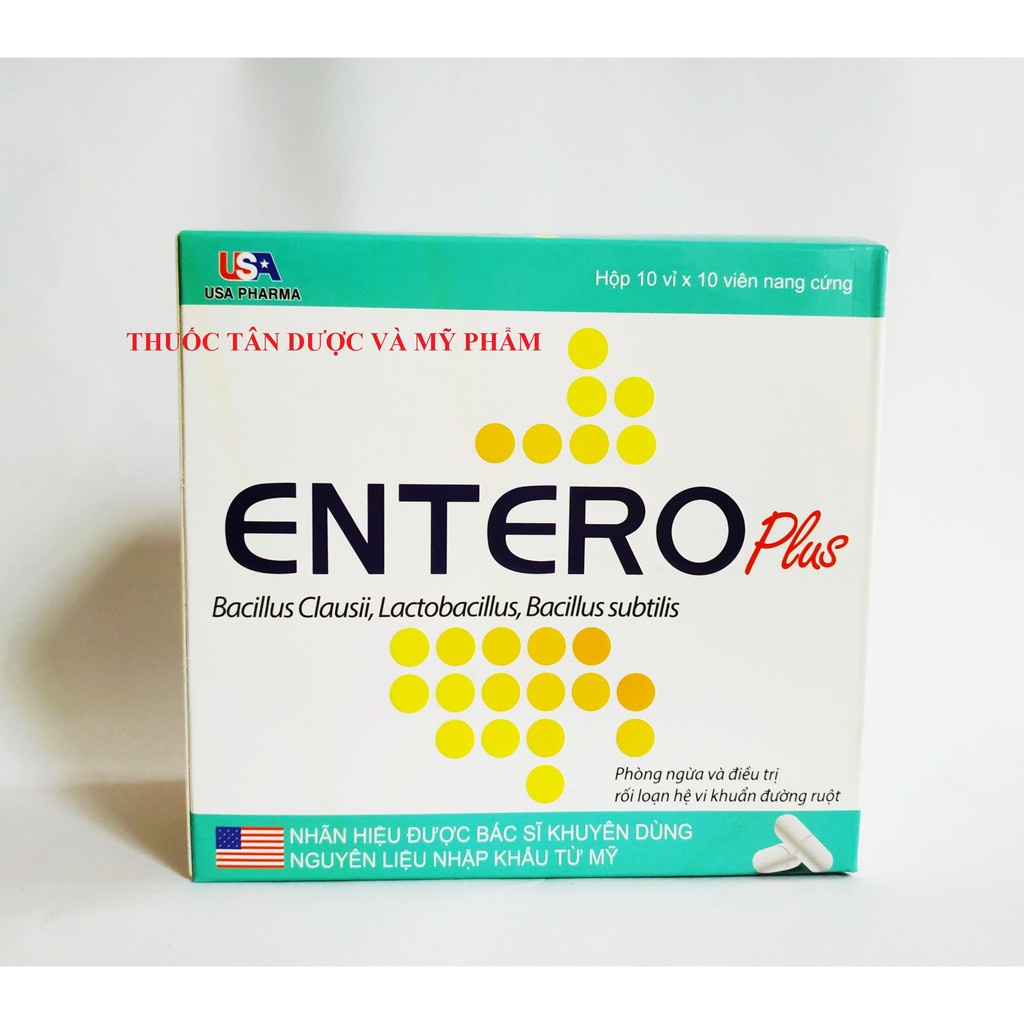 USA
USA PHARMA
Hộp 10 vỉ x 10 viên nang cứng
THUỐC TÂN DƯỢC VÀ MỸ PHẨM
ENTERO Plus
Bacillus Clausii, Lactobacillus, Bacillus subtilis
Phòng ngừa và điều trị
rối loạn hệ vi khuẩn đường ruột
NHÃN HIỆU ĐƯỢC BÁC SĨ KHUYÊN DÙNG
NGUYÊN LIỆU NHẬP KHẨU TỪ MỸ